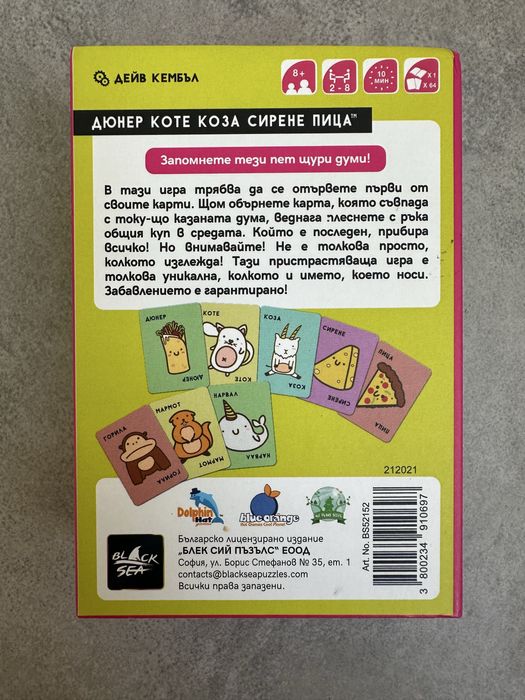 ДЕЙВ КЕМБЪЛ
8+
2 - 8
10
МИН
X 1
X 64
ДЮНЕР КОТЕ КОЗА СИРЕНЕ ПИЦА™
Запомнете тези пет щури думи!
В тази игра трябва да се отървете първи от
своите карти. Щом обърнете карта, която съвпада
с току-що казаната дума, веднага плеснете с ръка
общия куп в средата. Който е последен, прибира
всичко! Но внимавайте! Не е толкова просто,
колкото изглежда! Тази пристрастяваща игра е
толкова уникална, колкото и името, което носи.
Забавлението е гарантирано!
ДЮНЕР
ДЮНЕР
КОТЕ
КОТЕ
КОЗА
КОЗА
СИРЕНЕ
СИРЕНЕ
ПИЦА
ПИЦА
ГОРИЛА
ГОРИЛА
МАРМОТ
МАРМОТ
НАРВАЛ
НАРВАЛ
212021
Dolphin
Hat
blue orange
Hot Games Cool Planet
BLACK
SEA
Българско лицензирано издание
„БЛЕК СИЙ ПЪЗЪЛС“ ЕООД
София, ул. Борис Стефанов № 35, ет. 1
contacts@blackseapuzzles.com
Всички права запазени.
Art. No. BS52152
3 800234 910697